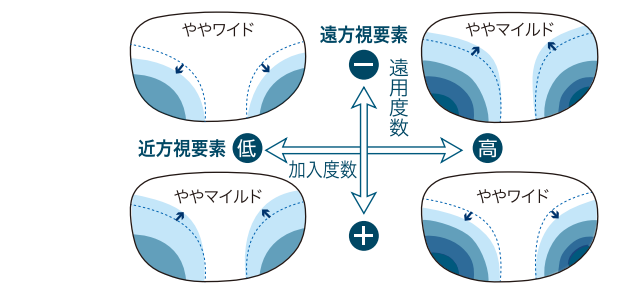 ややワイド
遠方視要素
ややマイルド
−
遠用度数
近方視要素
低
高
加入度数
ややマイルド
ややワイド
+